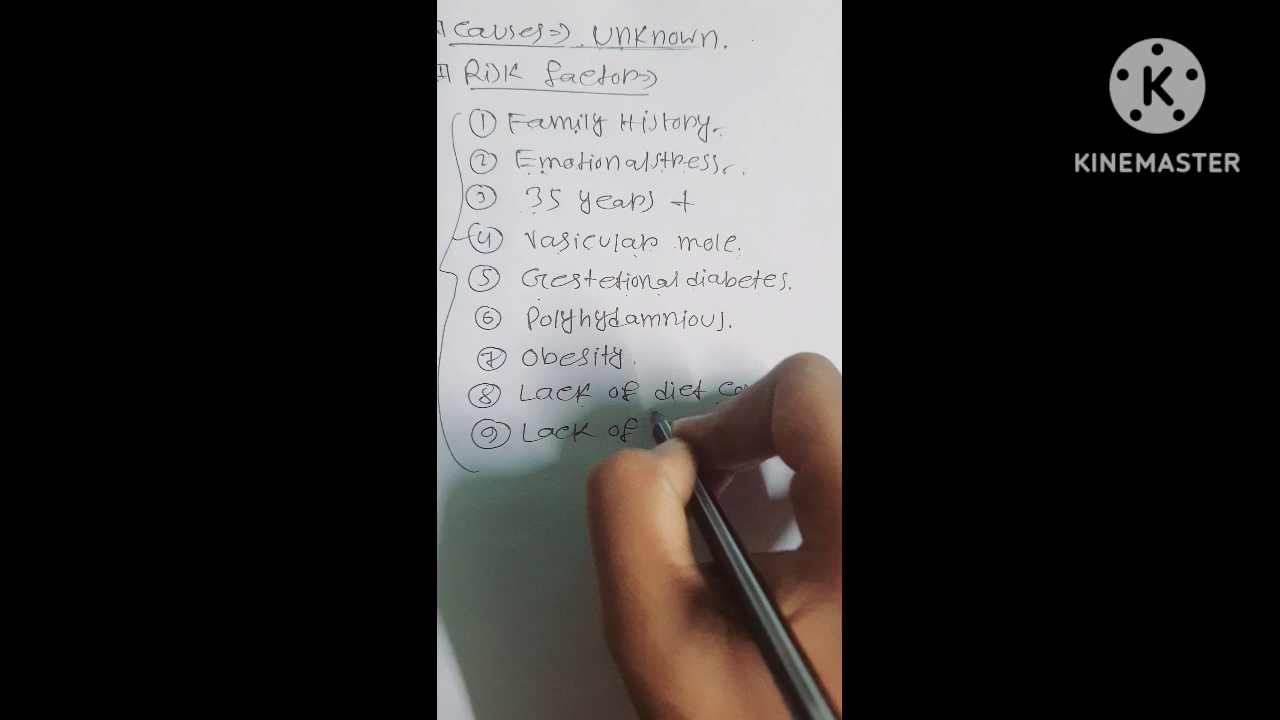 Causes⇒ Unknown.
Risk factors⇒
① Family History.
② Emotional stress.
③ 35 years +
④ Vasicular mole.
⑤ Gestetional diabetes.
⑥ Polyhydamnious.
⑦ Obesity.
⑧ Lack of diet
⑨ Lack of
K
KINEMASTER